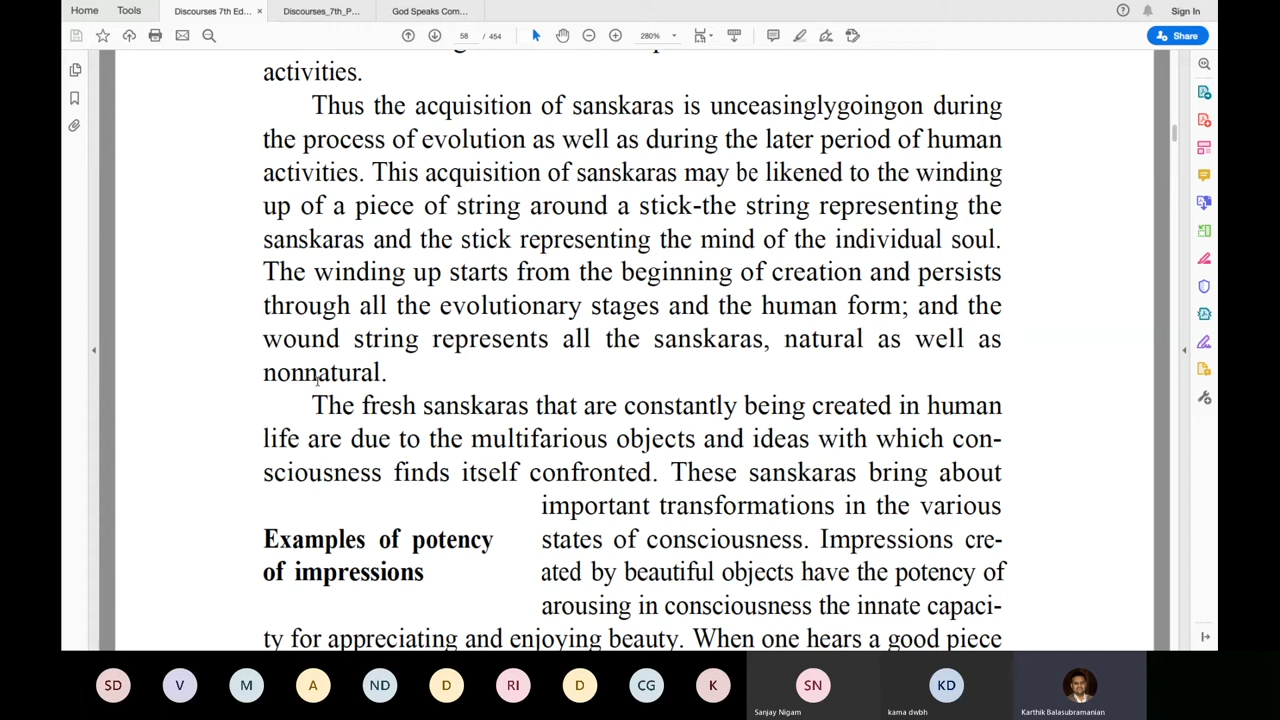 Home Tools Discourses 7th Ed... × Discourses_7th_P... God Speaks Com... Sign In
58 / 454 280% Share
activities.
Thus the acquisition of sanskaras is unceasinglygoingon during
the process of evolution as well as during the later period of human
activities. This acquisition of sanskaras may be likened to the winding
up of a piece of string around a stick-the string representing the
sanskaras and the stick representing the mind of the individual soul.
The winding up starts from the beginning of creation and persists
through all the evolutionary stages and the human form; and the
wound string represents all the sanskaras, natural as well as
nonnatural.
The fresh sanskaras that are constantly being created in human
life are due to the multifarious objects and ideas with which con-
sciousness finds itself confronted. These sanskaras bring about
important transformations in the various
Examples of potency states of consciousness. Impressions cre-
of impressions ated by beautiful objects have the potency of
arousing in consciousness the innate capaci-
ty for appreciating and enjoying beauty. When one hears a good piece
SD V M A ND D RI D CG K SN KD
Sanjay Nigam kama dwbh Karthik Balasubramanian